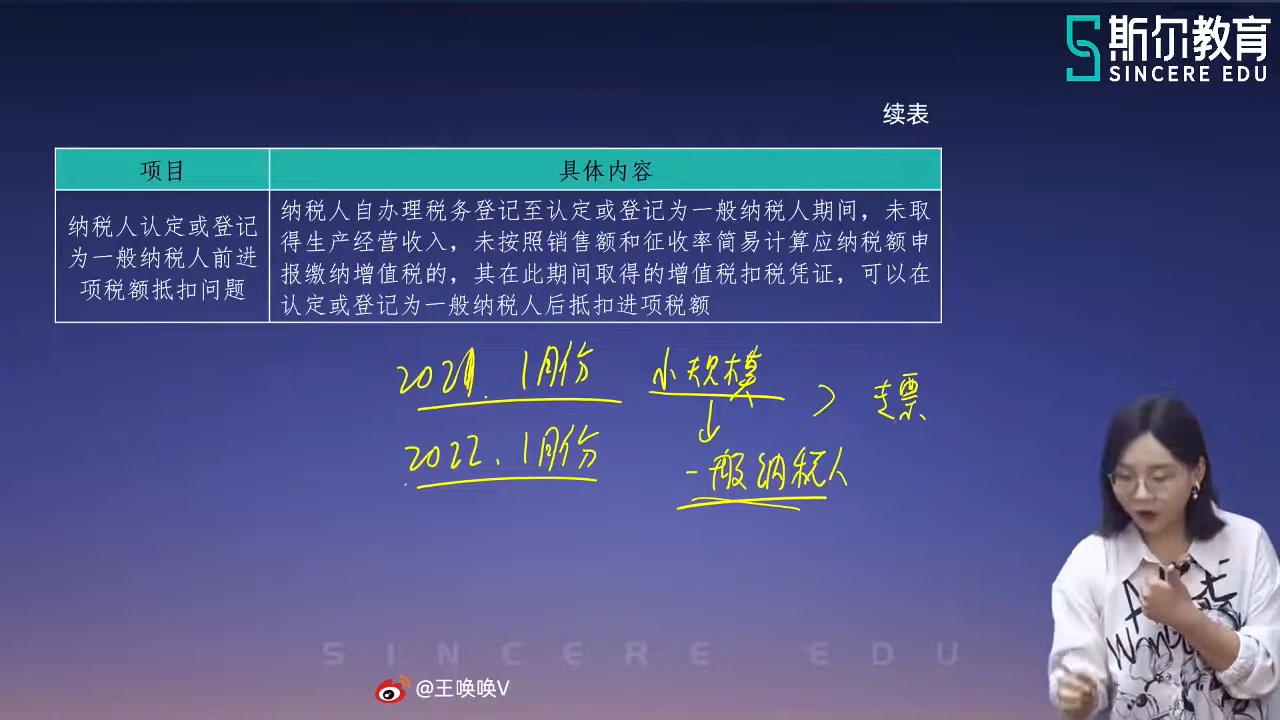 斯尔教育
SINCERE EDU
续表
项目
具体内容
纳税人认定或登记
为一般纳税人前进
项税额抵扣问题
纳税人自办理税务登记至认定或登记为一般纳税人期间，未取
得生产经营收入，未按照销售额和征收率简易计算应纳税额申
报缴纳增值税的，其在此期间取得的增值税扣税凭证，可以在
认定或登记为一般纳税人后抵扣进项税额
2021. 1月份 小规模
专票
2022、1月份 一般纳税人
SINCERE EDU
@王唤唤V